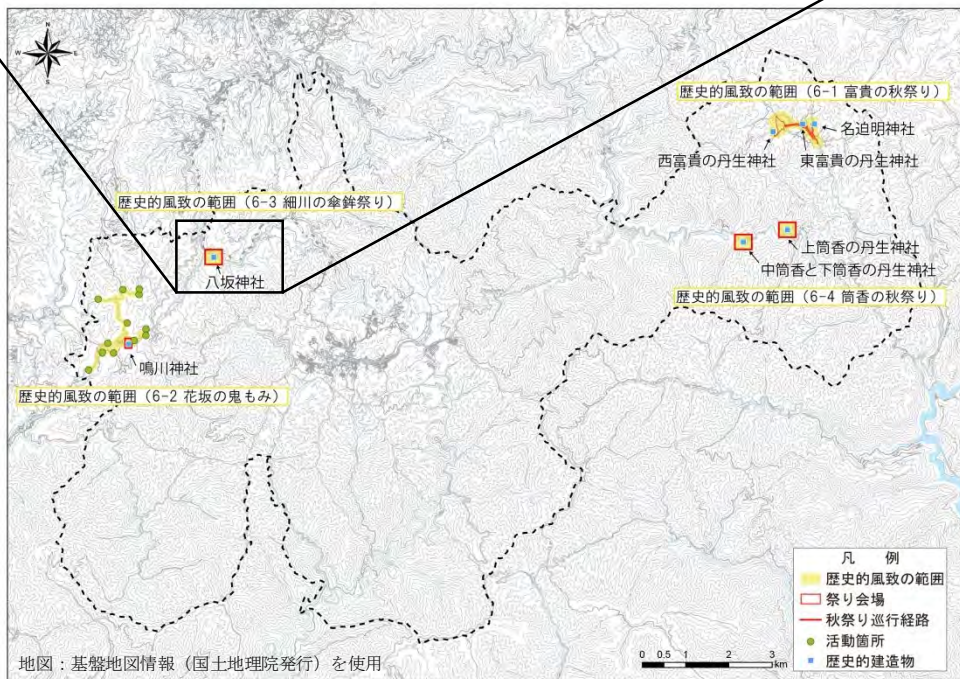 N
W
E
S
歴史的風致の範囲（6-1 富貴の秋祭り）
名迫明神社
西富貴の丹生神社
東富貴の丹生神社
歴史的風致の範囲（6-3 細川の傘鉾祭り）
八坂神社
上筒香の丹生神社
中筒香と下筒香の丹生神社
歴史的風致の範囲（6-4 筒香の秋祭り）
鳴川神社
歴史的風致の範囲（6-2 花坂の鬼もみ）
凡 例
歴史的風致の範囲
祭り会場
秋祭り巡行経路
活動箇所
歴史的建造物
0 0.5 1 2 3
km
地図：基盤地図情報（国土地理院発行）を使用